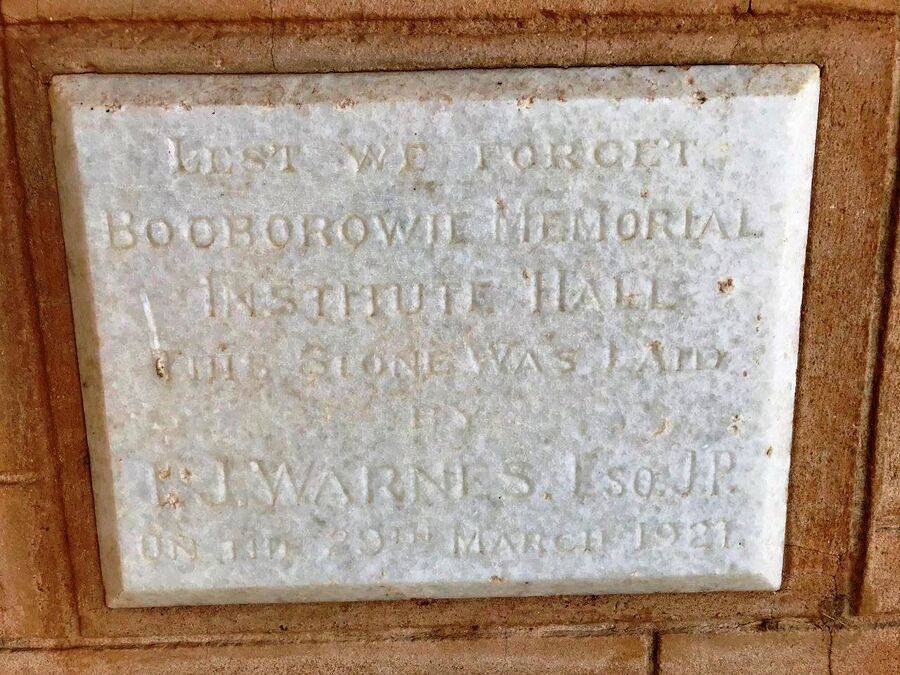 LEST WE FORGET
BOOBOROWIE MEMORIAL
INSTITUTE HALL
THIS STONE WAS LAID
BY
WARNES, ESQ. J.P.
ON THE 29TH MARCH 1921.